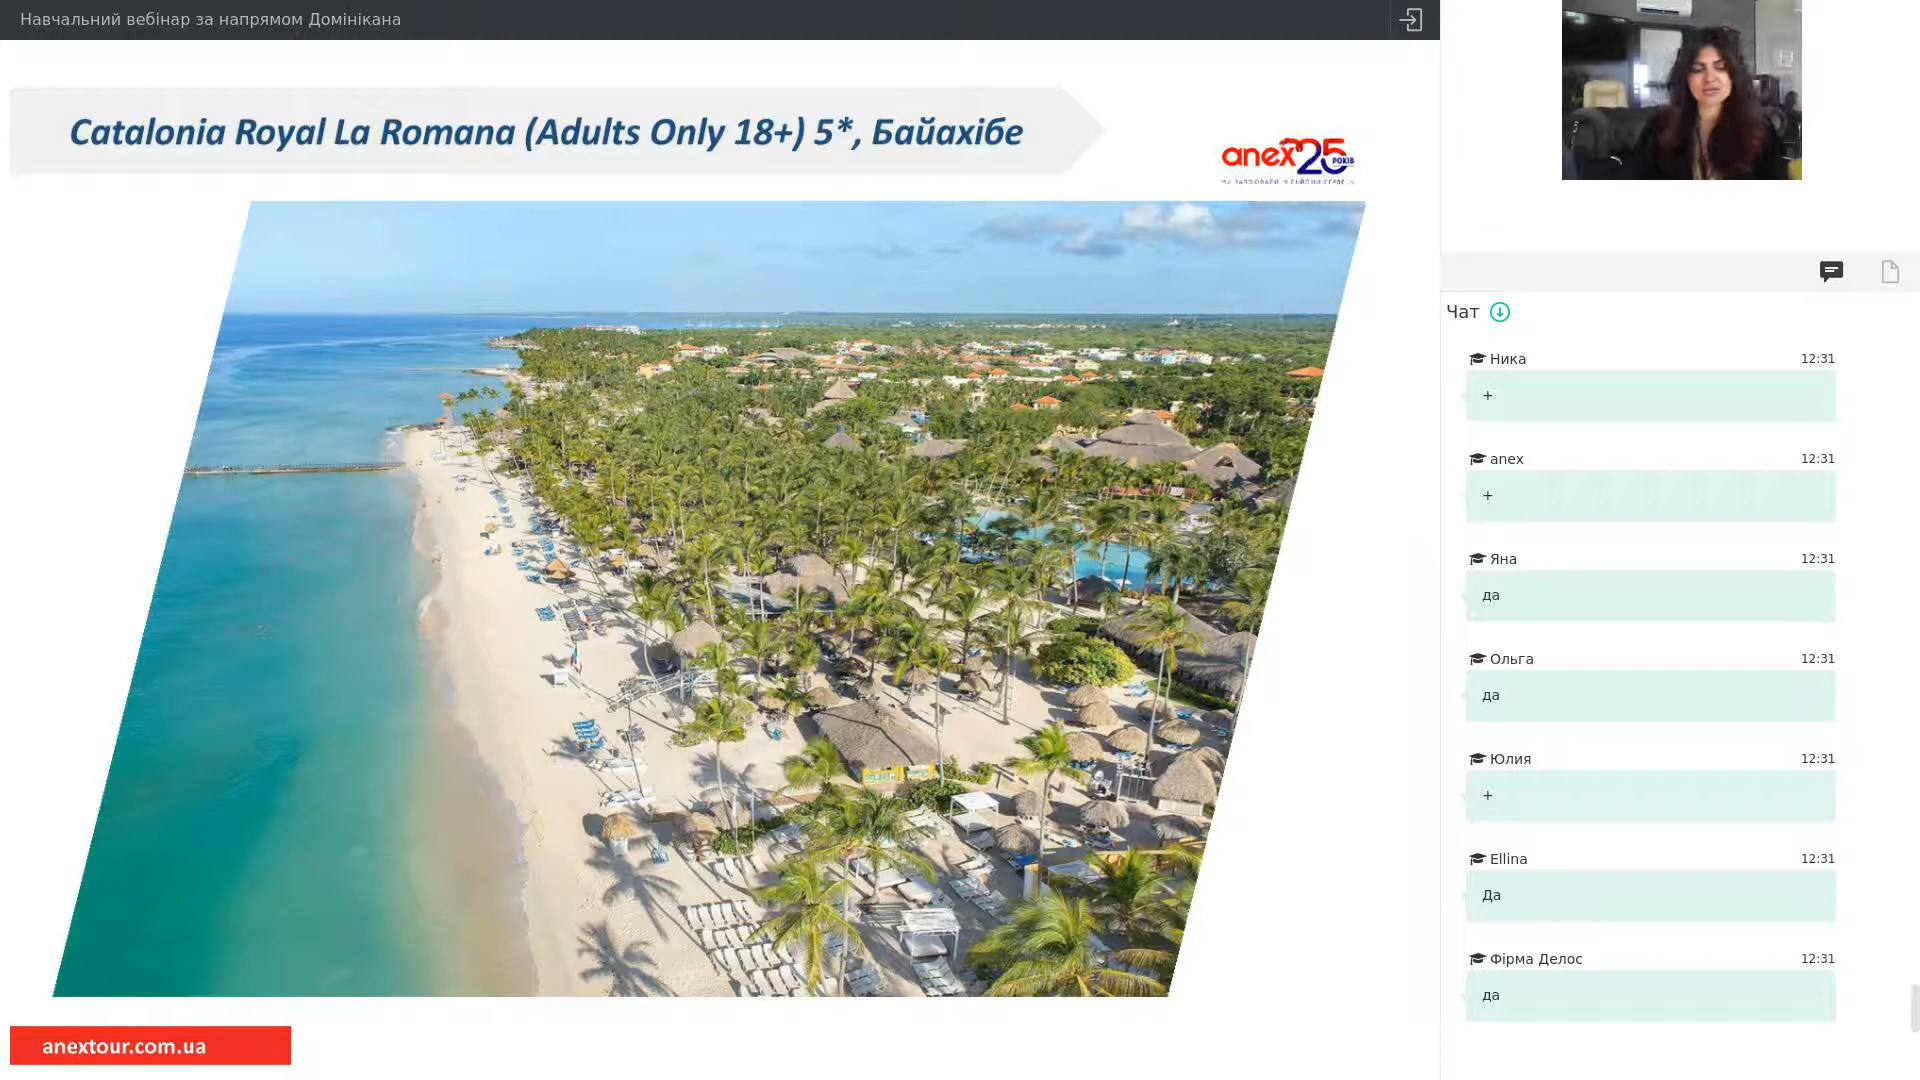 Навчальний вебінар за напрямом Домінікана
Catalonia Royal La Romana (Adults Only 18+) 5*, Байахібе
anex 25 РОКІВ
anextour.com.ua
Чат
Ника 12:31
+
anex 12:31
+
Яна 12:31
да
Ольга 12:31
да
Юлия 12:31
+
Ellina 12:31
Да
Фірма Делос 12:31
да